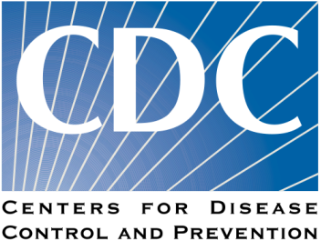 CDC
CENTERS FOR DISEASE
CONTROL AND PREVENTION